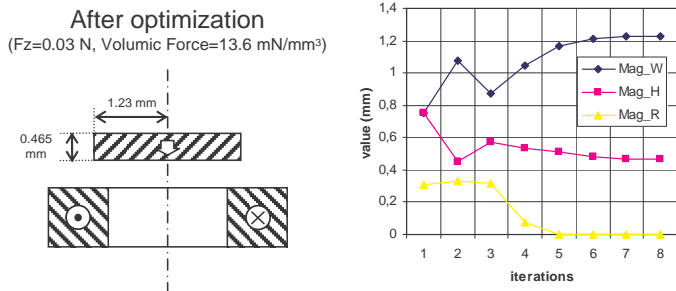 After optimization
(Fz=0.03 N, Volumic Force=13.6 mN/mm³)
1.23 mm
0.465
mm
1,4
1,2
1
0,8
0,6
0,4
0,2
0
value (mm)
Mag_W
Mag_H
Mag_R
1 2 3 4 5 6 7 8
iterations